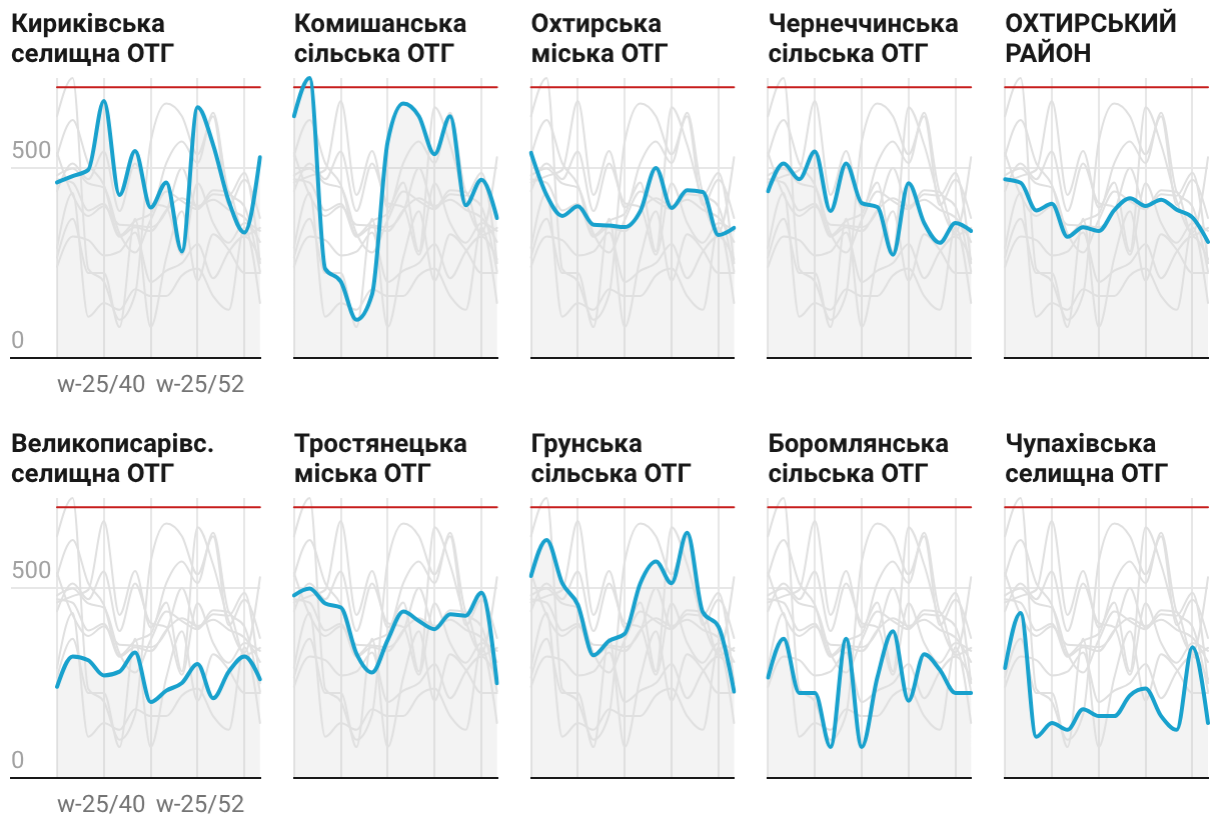 Кириківська
селищна ОТГ
Комишанська
сільська ОТГ
Охтирська
міська ОТГ
Чернеччинська
сільська ОТГ
ОХТИРСЬКИЙ
РАЙОН
500
0
w-25/40 w-25/52
Великописарівс.
селищна ОТГ
Тростянецька
міська ОТГ
Грунська
сільська ОТГ
Боромлянська
сільська ОТГ
Чупахівська
селищна ОТГ
500
0
w-25/40 w-25/52